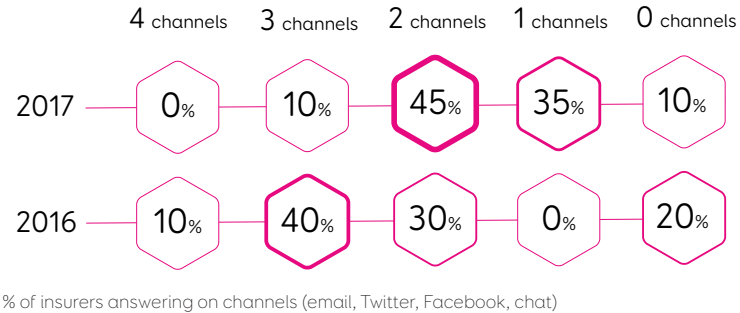 4 channels 3 channels 2 channels 1 channels 0 channels
2017 0% 10% 45% 35% 10%
2016 10% 40% 30% 0% 20%
% of insurers answering on channels (email, Twitter, Facebook, chat)